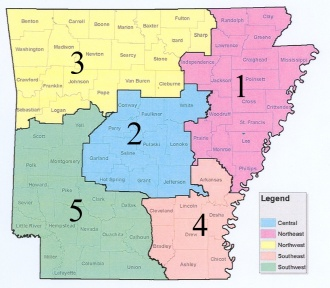 Benton Carroll Boone Marion Baxter Fulton Randolph Clay
Sharp Greene
Washington Madison Newton Searcy Stone Independence Lawrence Craighead Mississippi
Crawford Franklin Johnson Pope Van Buren Cleburne Jackson Poinsett
3
1
Sebastian Logan Conway Faulkner White Woodruff Cross Crittenden
St. Francis
Scott Perry Pulaski Lonoke Prairie Monroe Lee
2
Polk Montgomery Garland Saline Phillips
Hot Spring Grant Jefferson Arkansas
Howard Pike Clark Dallas Cleveland Lincoln
Sevier Desha
5
4
Little River Hempstead Nevada Ouachita Calhoun Bradley Drew
Miller Columbia Union Ashley Chicot
Lafayette
Legend
Central
Northeast
Northwest
Southeast
Southwest